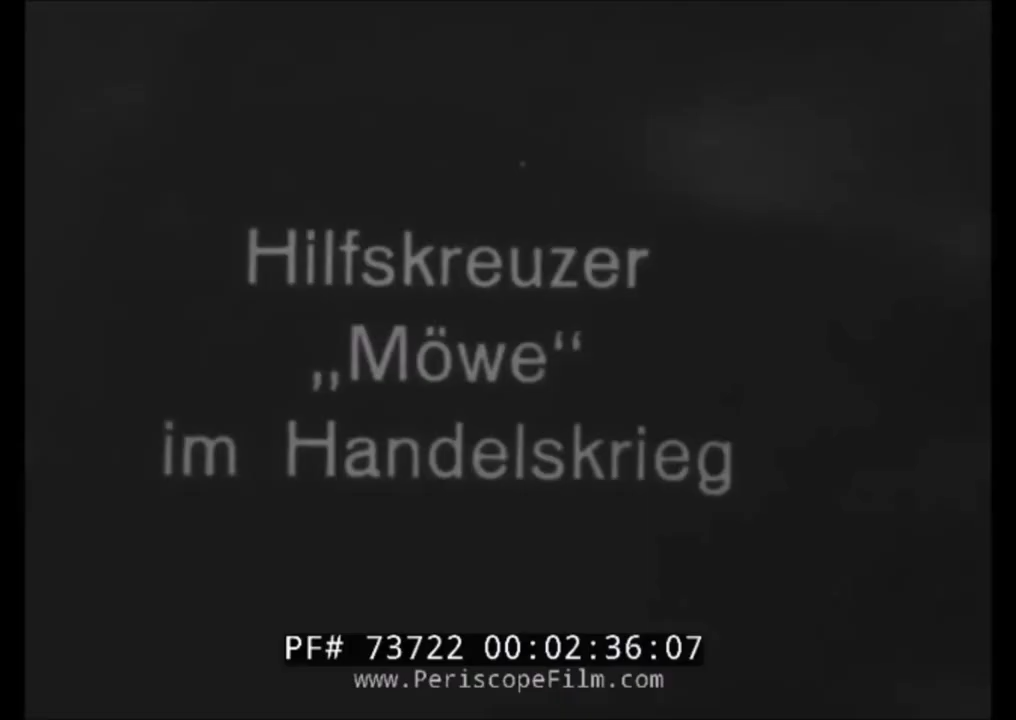 Hilfskreuzer
„Möwe“
im Handelskrieg
PF# 73722 00:02:36:07
www.PeriscopeFilm.com